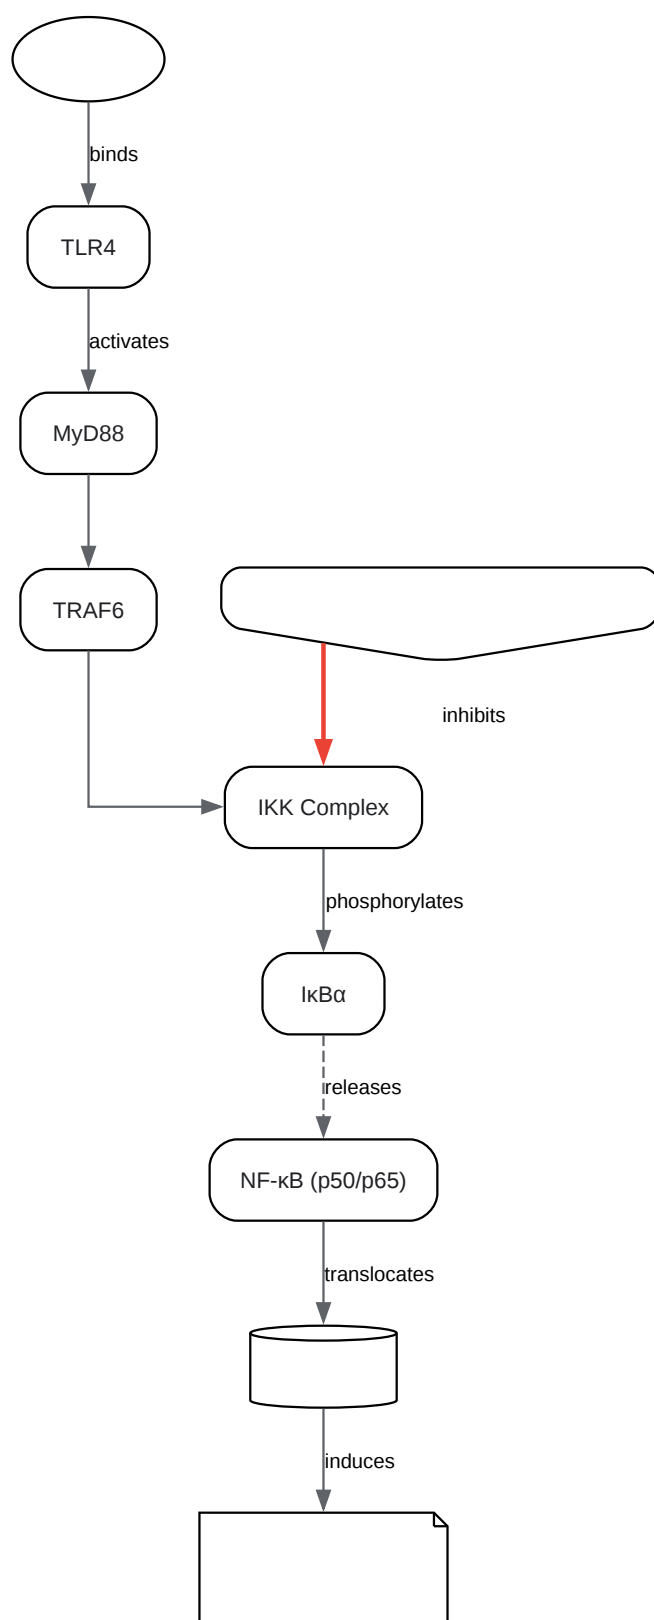 binds
TLR4
activates
MyD88
TRAF6
inhibits
IKK Complex
phosphorylates
IκBα
releases
NF-κB (p50/p65)
translocates
induces